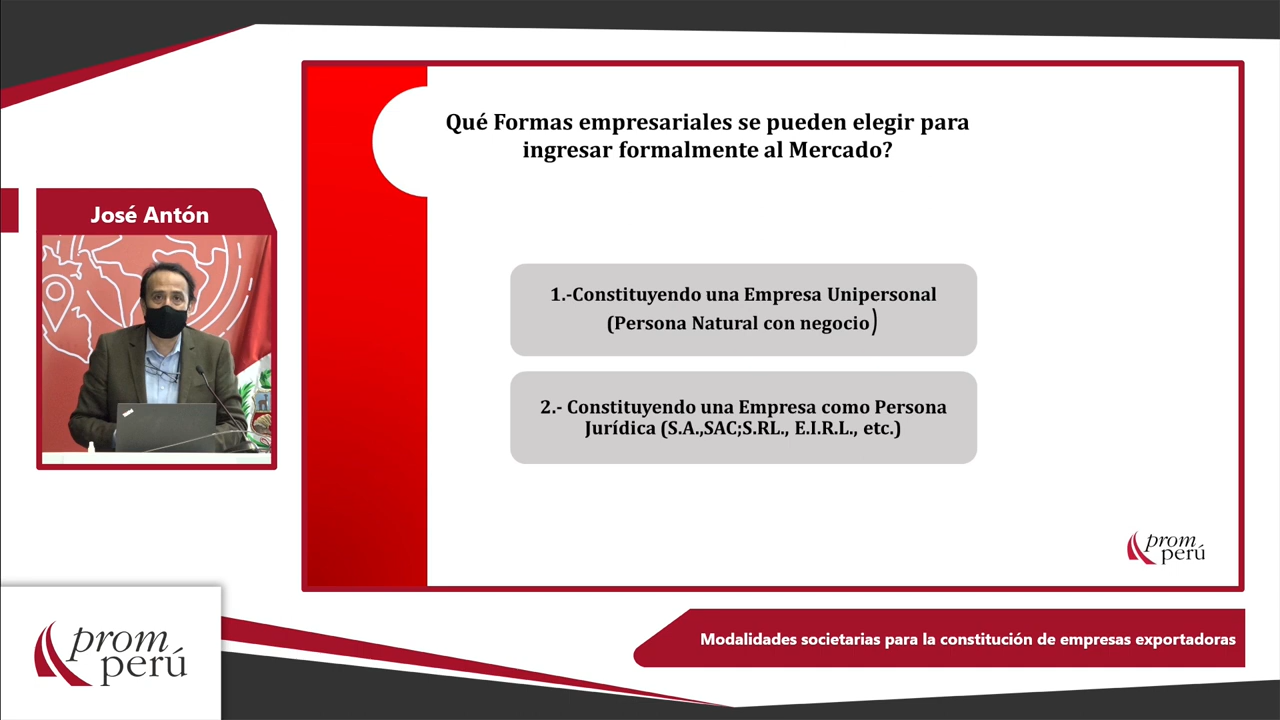 José Antón
Qué Formas empresariales se pueden elegir para
ingresar formalmente al Mercado?
1.-Constituyendo una Empresa Unipersonal
(Persona Natural con negocio)
2.- Constituyendo una Empresa como Persona
Jurídica (S.A.,SAC;S.RL., E.I.R.L., etc.)
prom
perú
Modalidades societarias para la constitución de empresas exportadoras
prom
perú